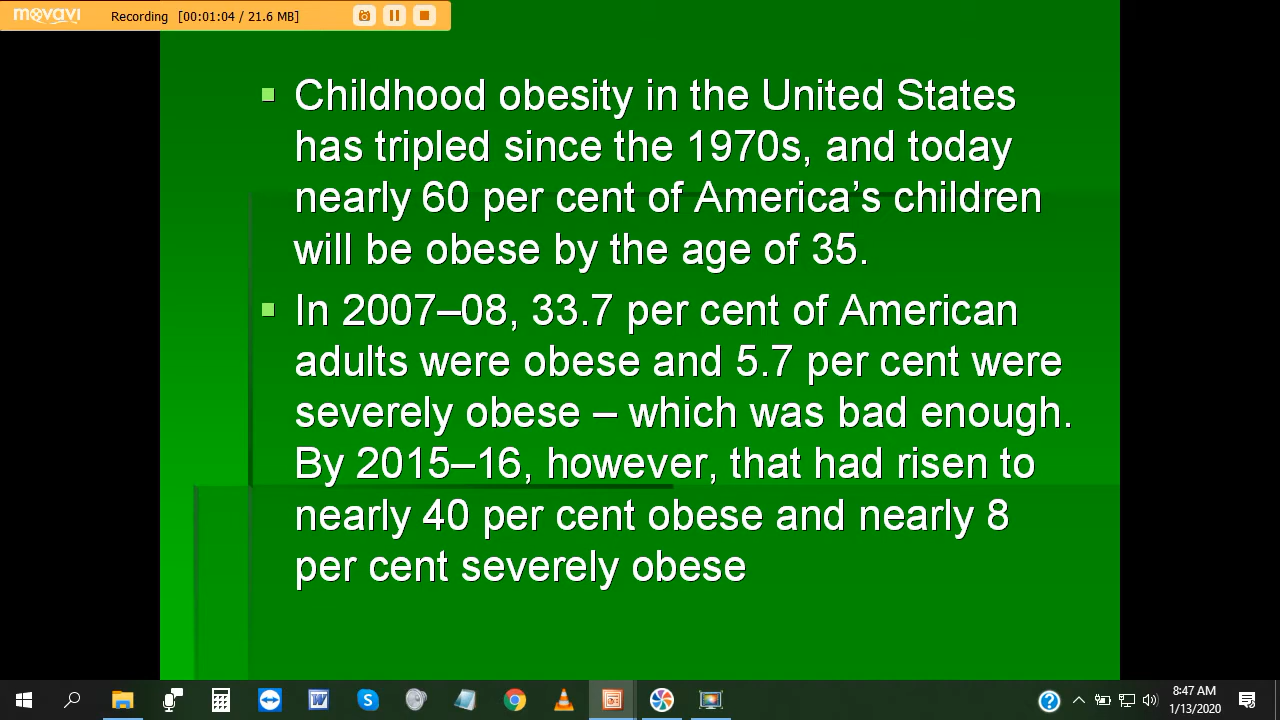 movavi
Recording [00:01:04 / 21.6 MB]
Childhood obesity in the United States
has tripled since the 1970s, and today
nearly 60 per cent of America’s children
will be obese by the age of 35.
In 2007–08, 33.7 per cent of American
adults were obese and 5.7 per cent were
severely obese – which was bad enough.
By 2015–16, however, that had risen to
nearly 40 per cent obese and nearly 8
per cent severely obese
8:47 AM
1/13/2020